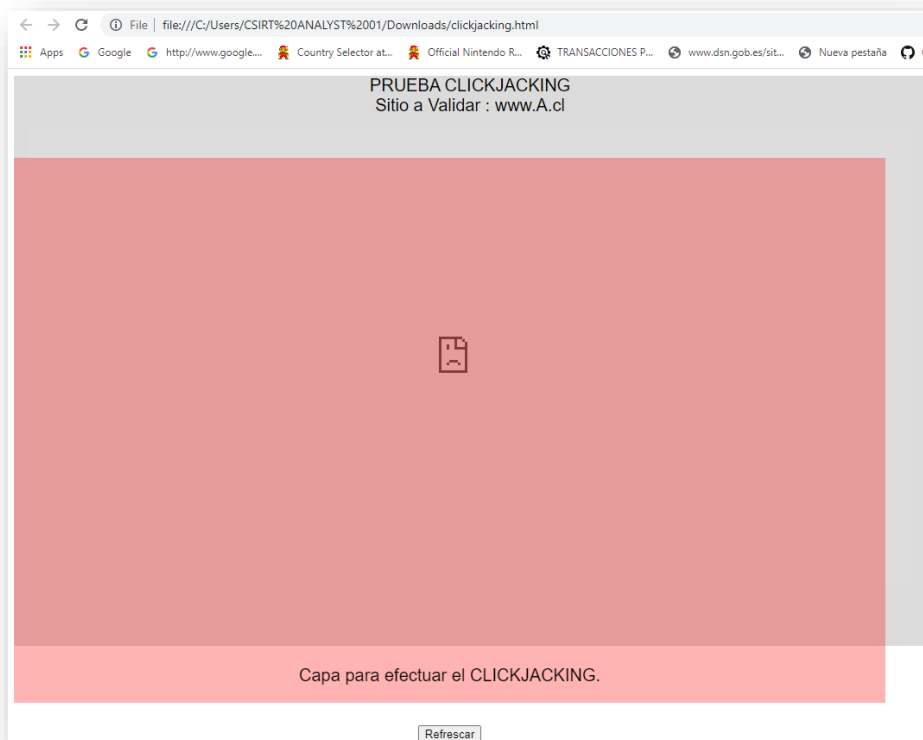 File file:///C:/Users/CSIRT%20ANALYST%2001/Downloads/clickjacking.html
Apps Google http://www.google.... Country Selector at... Official Nintendo R... TRANSACCIONES P... www.dsn.gob.es/sit... Nueva pestaña
PRUEBA CLICKJACKING
Sitio a Validar : www.A.cl
Capa para efectuar el CLICKJACKING.
Refrescar